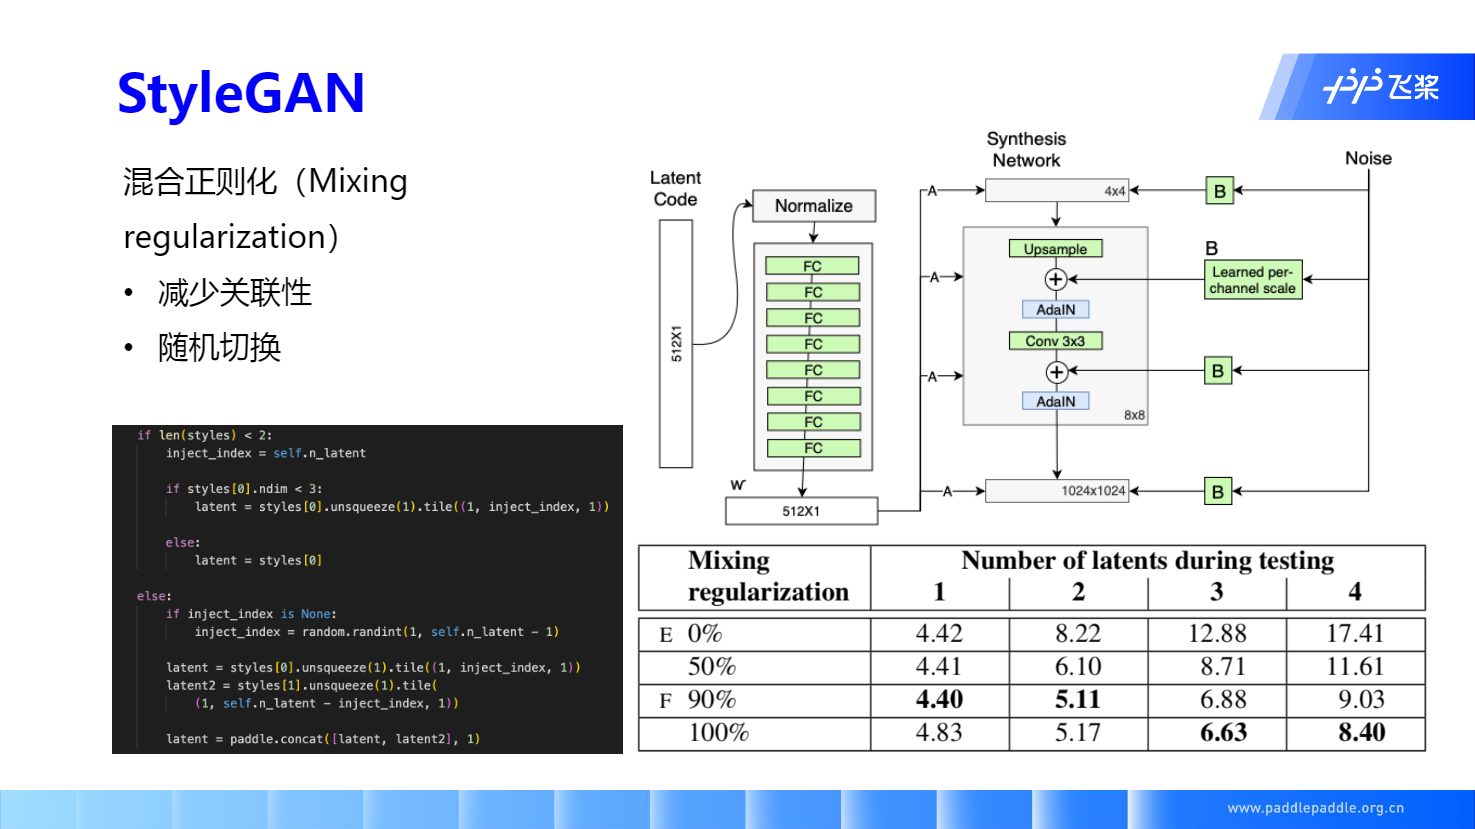 StyleGAN
飞桨
混合正则化（Mixing
regularization）
• 减少关联性
• 随机切换
if len(styles) < 2:
inject_index = self.n_latent
if styles[0].ndim < 3:
latent = styles[0].unsqueeze(1).tile((1, inject_index, 1))
else:
latent = styles[0]
else:
if inject_index is None:
inject_index = random.randint(1, self.n_latent - 1)
latent = styles[0].unsqueeze(1).tile((1, inject_index, 1))
latent2 = styles[1].unsqueeze(1).tile(
(1, self.n_latent - inject_index, 1))
latent = paddle.concat([latent, latent2], 1)
Latent
Code
512X1
Normalize
FC
FC
FC
FC
FC
FC
FC
FC
w
512X1
Synthesis
Network
Noise
A
4x4
B
Upsample
B
A
Learned per-
channel scale
AdaIN
Conv 3x3
A
B
AdaIN
8x8
A
1024x1024
B
Mixing Number of latents during testing
regularization 1 2 3 4
E 0% 4.42 8.22 12.88 17.41
50% 4.41 6.10 8.71 11.61
F 90% 4.40 5.11 6.88 9.03
100% 4.83 5.17 6.63 8.40
www.paddlepaddle.org.cn